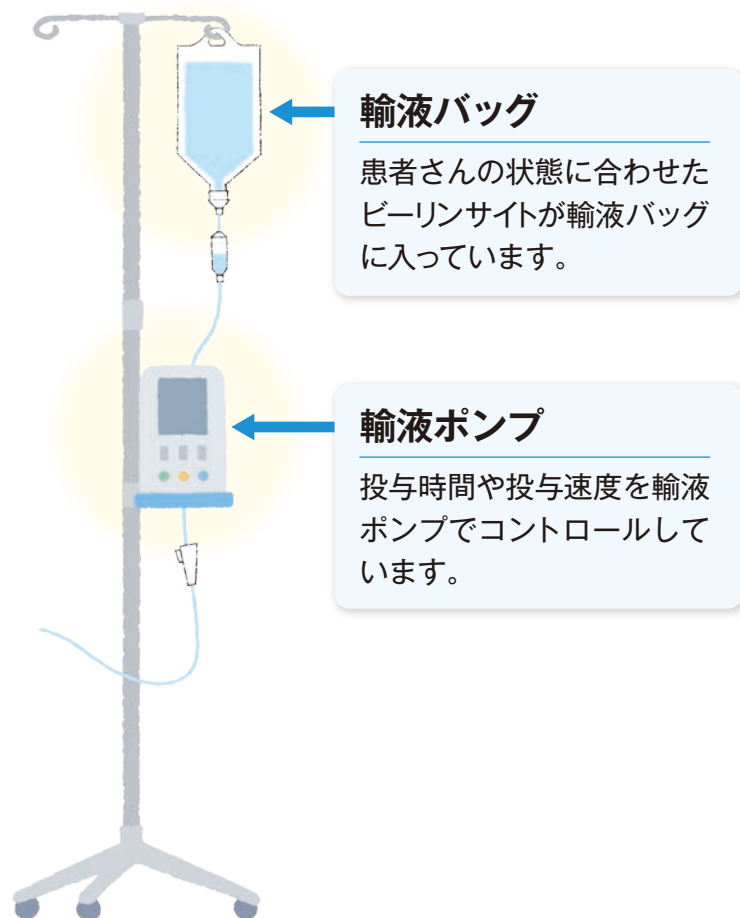 輸液バッグ
患者さんの状態に合わせた
ビーリンサイトが輸液バッグ
に入っています。
輸液ポンプ
投与時間や投与速度を輸液
ポンプでコントロールして
います。